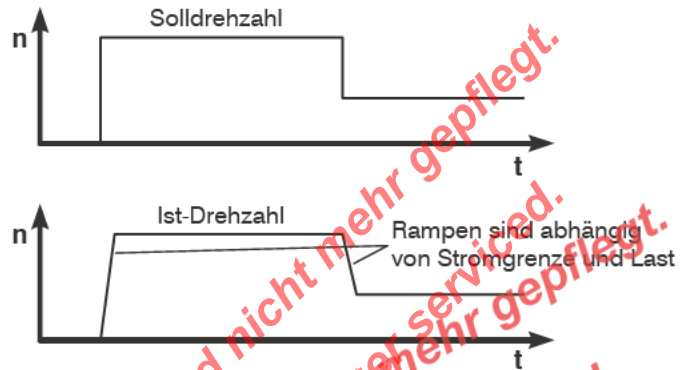 Solldrehzahl
n
t
Ist-Drehzahl
n
Rampen sind abhängig
von Stromgrenze und Last
t
nicht mehr gepflegt.
serviced.
mehr gepflegt.